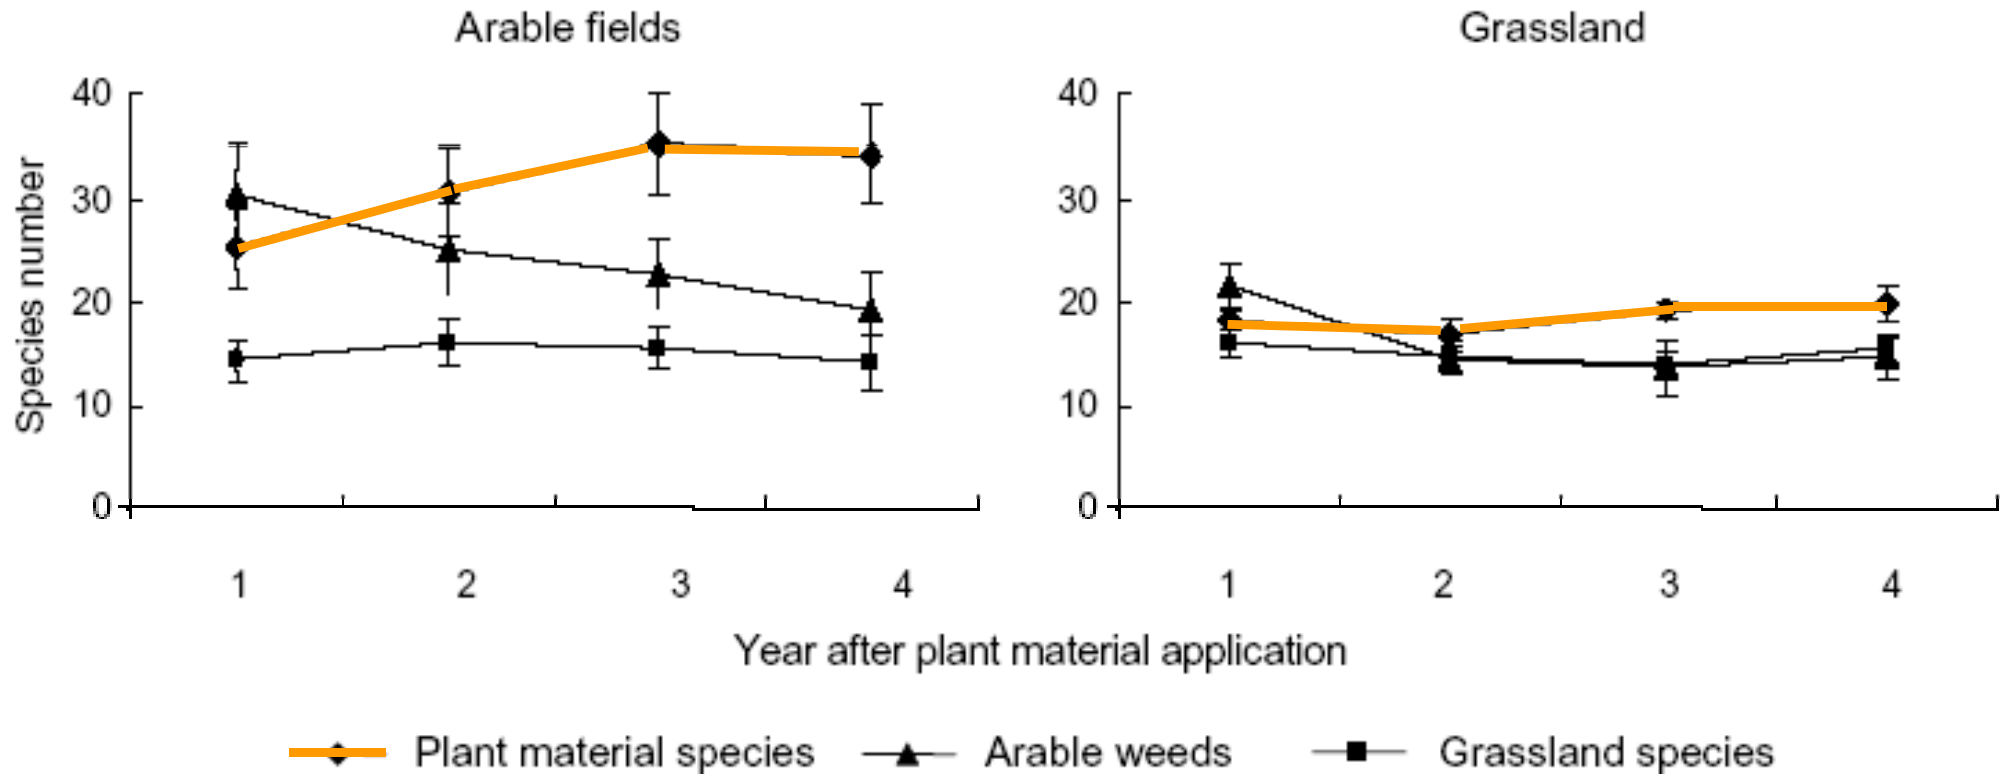 Arable fields
Grassland
Species number
40
30
20
10
0
40
30
20
10
0
1 2 3 4
1 2 3 4
Year after plant material application
Plant material species
Arable weeds
Grassland species